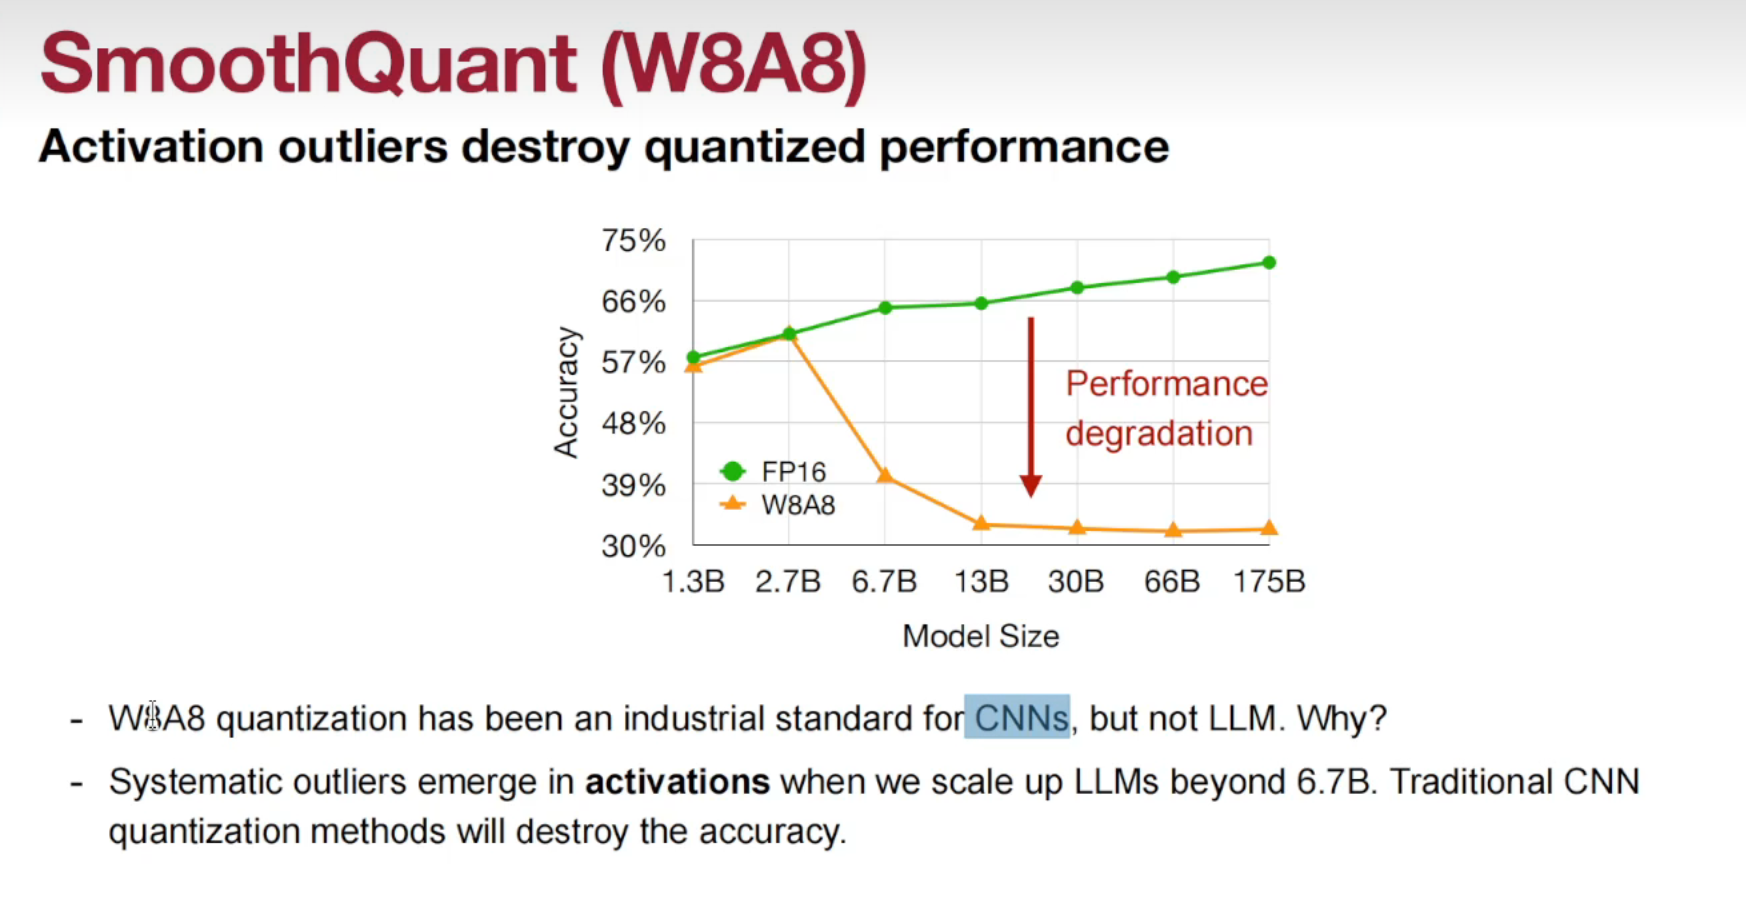 SmoothQuant (W8A8)
Activation outliers destroy quantized performance
75%
66%
57%
48%
39%
30%
Accuracy
Performance
degradation
FP16
W8A8
1.3B 2.7B 6.7B 13B 30B 66B 175B
Model Size
- W8A8 quantization has been an industrial standard for CNNs, but not LLM. Why?
- Systematic outliers emerge in activations when we scale up LLMs beyond 6.7B. Traditional CNN
quantization methods will destroy the accuracy.